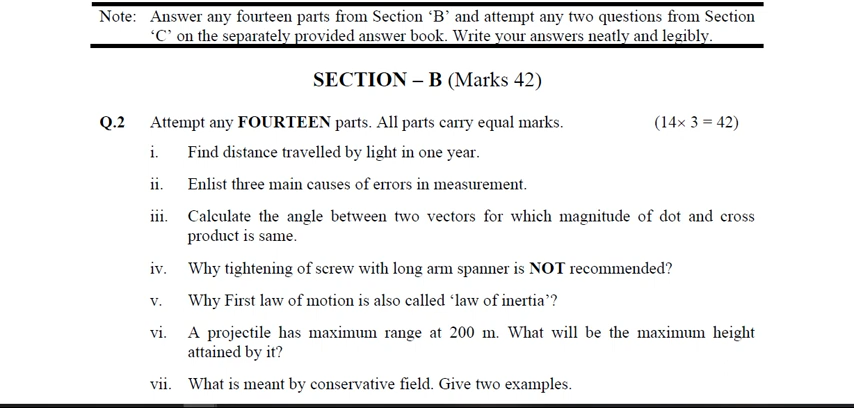 Note: Answer any fourteen parts from Section ‘B’ and attempt any two questions from Section
‘C’ on the separately provided answer book. Write your answers neatly and legibly.
SECTION – B (Marks 42)
Q.2 Attempt any FOURTEEN parts. All parts carry equal marks. (14× 3 = 42)
i. Find distance travelled by light in one year.
ii. Enlist three main causes of errors in measurement.
iii. Calculate the angle between two vectors for which magnitude of dot and cross
product is same.
iv. Why tightening of screw with long arm spanner is NOT recommended?
v. Why First law of motion is also called ‘law of inertia’?
vi. A projectile has maximum range at 200 m. What will be the maximum height
attained by it?
vii. What is meant by conservative field. Give two examples.